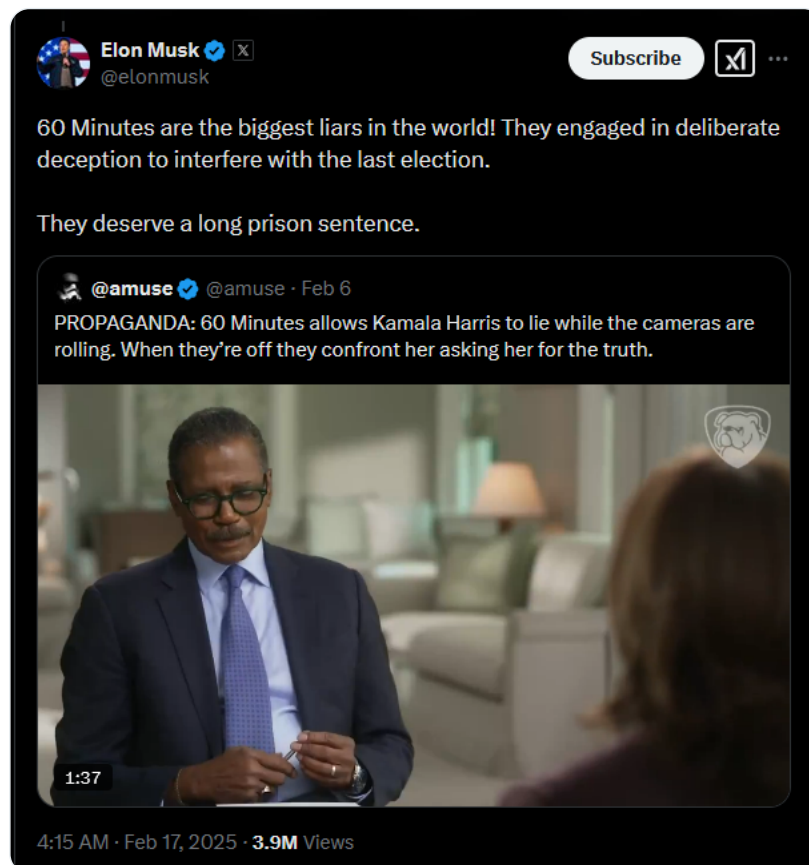 Elon Musk
@elonmusk
Subscribe
60 Minutes are the biggest liars in the world! They engaged in deliberate
deception to interfere with the last election.
They deserve a long prison sentence.
@amuse @amuse · Feb 6
PROPAGANDA: 60 Minutes allows Kamala Harris to lie while the cameras are
rolling. When they're off they confront her asking her for the truth.
1:37
4:15 AM · Feb 17, 2025 · 3.9M Views